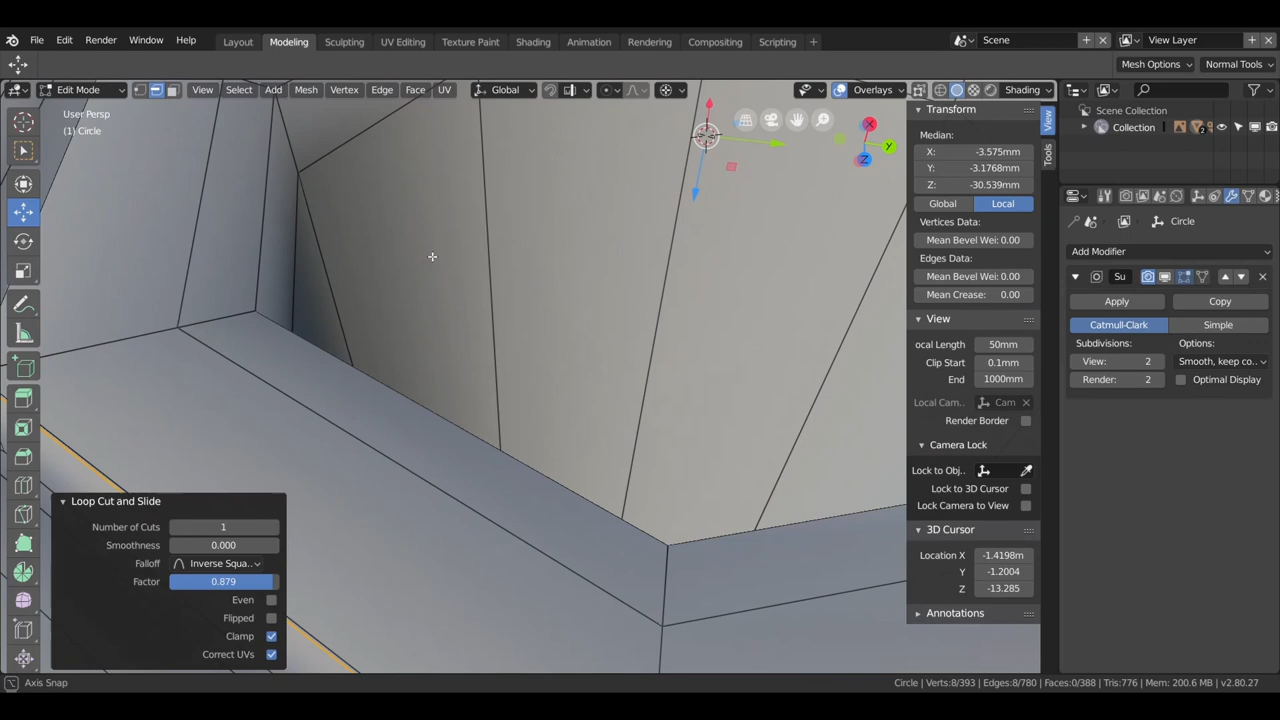 File Edit Render Window Help
Layout Modeling Sculpting UV Editing Texture Paint Shading Animation Rendering Compositing Scripting +
Scene View Layer
Mesh Options Normal Tools
Edit Mode View Select Add Mesh Vertex Edge Face UV Global Overlays Shading
User Persp
(1) Circle
X
Y
Z
Transform
Median:
X: -3.575mm
Y: -3.1768mm
Z: -30.539mm
Global Local
Vertices Data:
Mean Bevel Wei: 0.00
Edges Data:
Mean Bevel Wei: 0.00
Mean Crease: 0.00
View
ocal Length 50mm
Clip Start 0.1mm
End 1000mm
Local Cam.. Cam
Render Border
Camera Lock
Lock to Obj..
Lock to 3D Cursor
Lock Camera to View
3D Cursor
Location X -1.4198m
Y -1.2004
Z -13.285
Annotations
View
Tools
Scene Collection
Collection 2
Circle
Add Modifier
Su
Apply Copy
Catmull-Clark Simple
Subdivisions: Options:
View: 2 Smooth, keep co..
Render: 2 Optimal Display
Loop Cut and Slide
Number of Cuts 1
Smoothness 0.000
Falloff Inverse Squa..
Factor 0.879
Even
Flipped
Clamp
Correct UVs
Axis Snap
Circle | Verts:8/393 | Edges:8/780 | Faces:0/388 | Tris:776 | Mem: 200.6 MB | v2.80.27